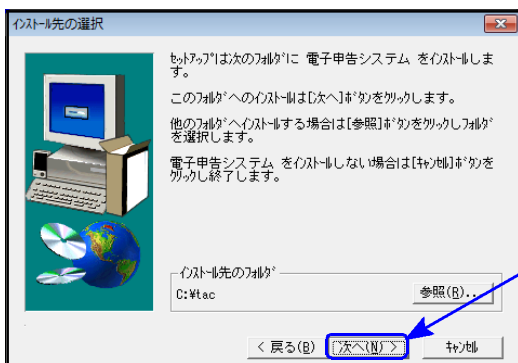 インストール先の選択
セットアップは次のフォルダに 電子申告システム をインストールしま
す。
このフォルダへのインストールは[次へ]ボタンをクリックします。
他のフォルダへインストールする場合は[参照]ボタンをクリックしフォルダ
を選択します。
電子申告システム をインストールしない場合は[キャンセル]ボタンを
クリックし終了します。
インストール先のフォルダ
C:¥tac
参照(R)...
< 戻る(B)
次へ(N) >
キャンセル